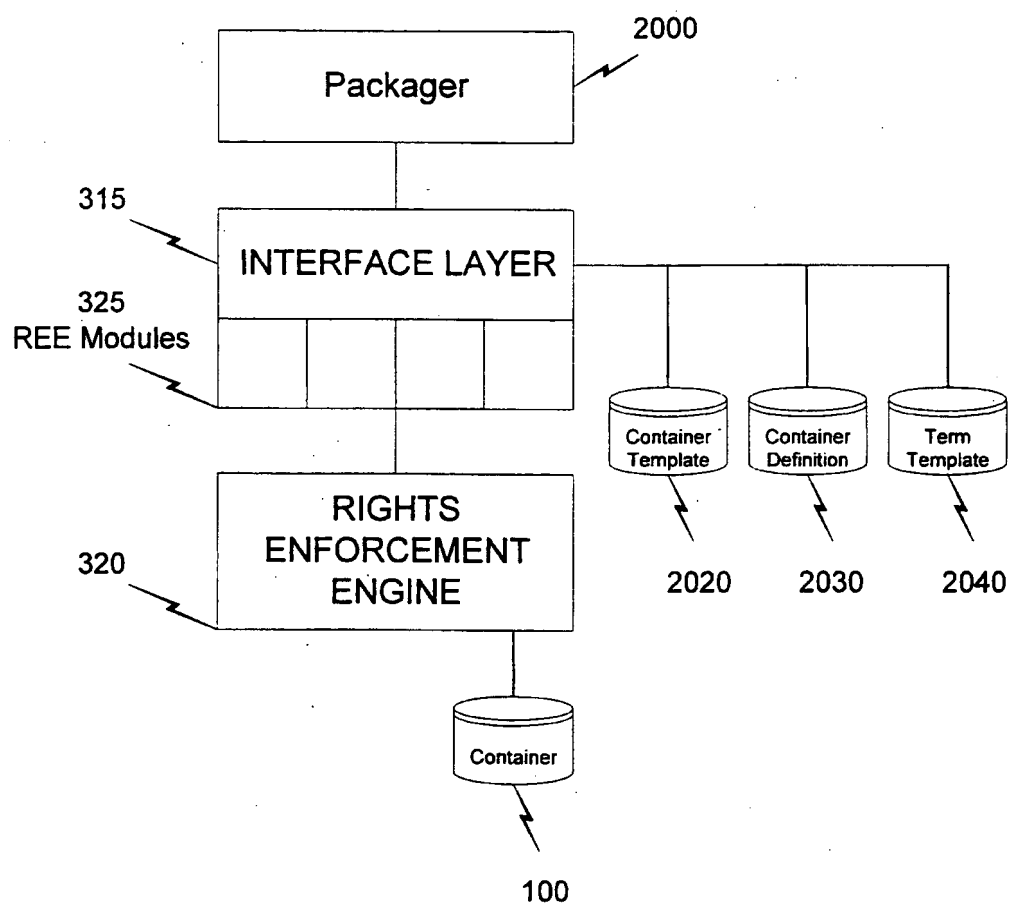 2000
Packager
315
INTERFACE LAYER
325
REE Modules
Container
Template
Container
Definition
Term
Template
RIGHTS
ENFORCEMENT
ENGINE
320
2020
2030
2040
Container
100